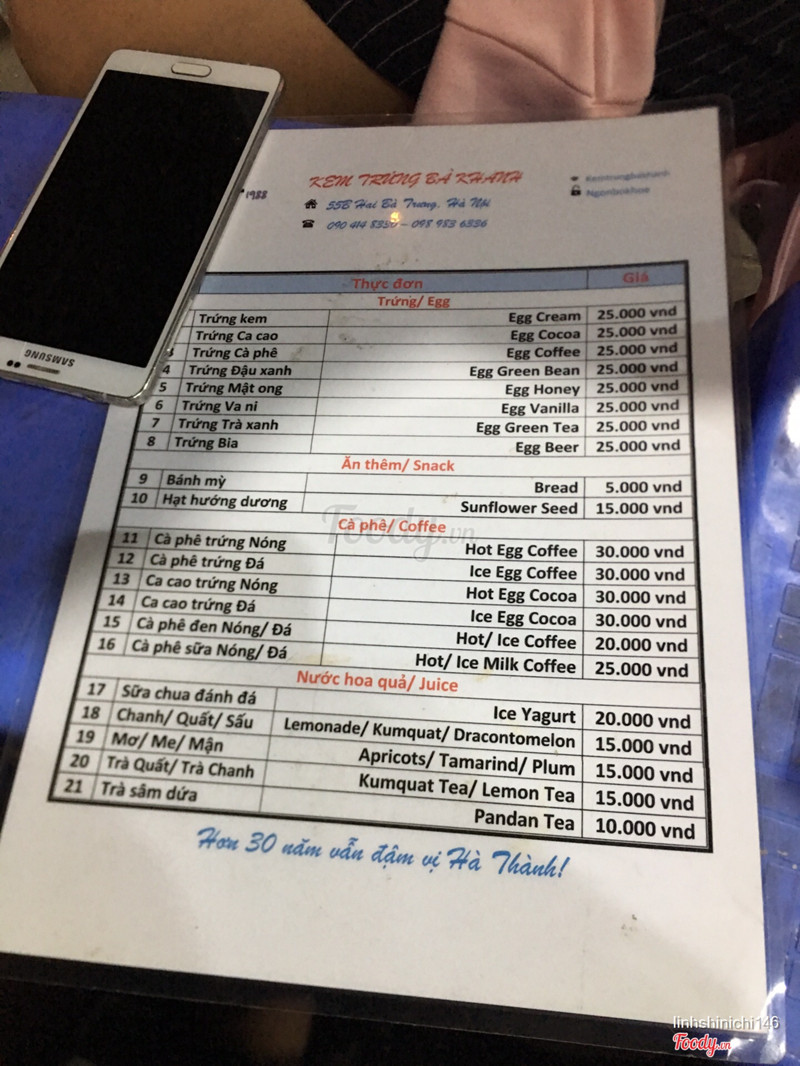 KEM TRỨNG BÀ KHANH
1988
55B Hai Bà Trưng, Hà Nội
Kemtrungbakhanh
Ngonbokhoe
090 414 83 – 098 983 6336
Thực đơn Giá
Trứng/ Egg
Trứng kem Egg Cream 25.000 vnd
Trứng Ca cao Egg Cocoa 25.000 vnd
3 Trứng Cà phê Egg Coffee 25.000 vnd
4 Trứng Đậu xanh Egg Green Bean 25.000 vnd
5 Trứng Mật ong Egg Honey 25.000 vnd
6 Trứng Va ni Egg Vanilla 25.000 vnd
7 Trứng Trà xanh Egg Green Tea 25.000 vnd
8 Trứng Bia Egg Beer 25.000 vnd
Ăn thêm/ Snack
9 Bánh mỳ Bread 5.000 vnd
10 Hạt hướng dương Sunflower Seed 15.000 vnd
Cà phê/ Coffee
11 Cà phê trứng Nóng Hot Egg Coffee 30.000 vnd
12 Cà phê trứng Đá Ice Egg Coffee 30.000 vnd
13 Ca cao trứng Nóng Hot Egg Cocoa 30.000 vnd
14 Ca cao trứng Đá Ice Egg Cocoa 30.000 vnd
15 Cà phê đen Nóng/ Đá Hot/ Ice Coffee 20.000 vnd
16 Cà phê sữa Nóng/ Đá Hot/ Ice Milk Coffee 25.000 vnd
Nước hoa quả/ Juice
17 Sữa chua đánh đá Ice Yagurt 20.000 vnd
18 Chanh/ Quất/ Sấu Lemonade/ Kumquat/ Dracontomelon 15.000 vnd
19 Mơ/ Me/ Mận Apricots/ Tamarind/ Plum 15.000 vnd
20 Trà Quất/ Trà Chanh Kumquat Tea/ Lemon Tea 15.000 vnd
21 Trà sâm dứa Pandan Tea 10.000 vnd
Hơn 30 năm vẫn đậm vị Hà Thành!
SAMSUNG
Foody.vn
linhshinichi146
Foody.vn